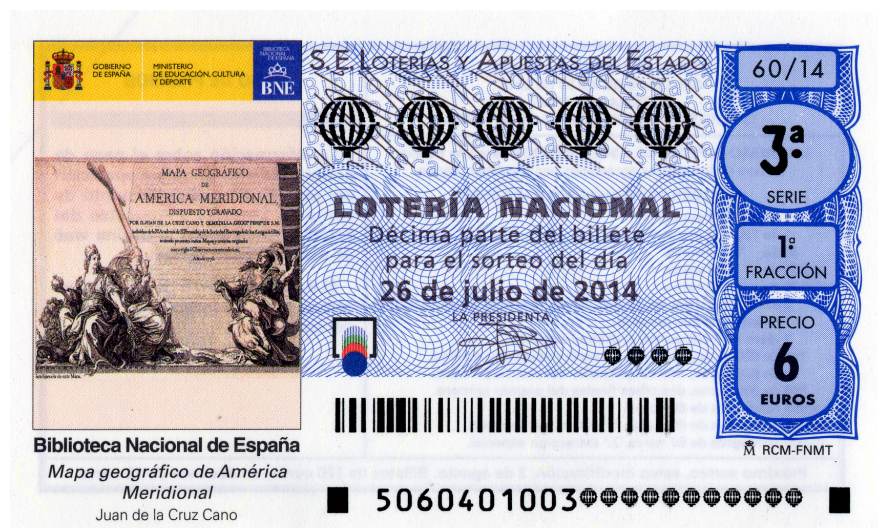 GOBIERNO
DE ESPAÑA
MINISTERIO
DE EDUCACIÓN, CULTURA
Y DEPORTE
BIBLIOTECA
NACIONAL
DE ESPAÑA
BNE
MAPA GEOGRÁFICO
DE
AMERICA MERIDIONAL
DISPUESTO Y GRAVADO
Biblioteca Nacional de España
Mapa geográfico de América
Meridional
Juan de la Cruz Cano
S.E. LOTERÍAS Y APUESTAS DEL ESTADO
LOTERÍA NACIONAL
Décima parte del billete
para el sorteo del día
26 de julio de 2014
LA PRESIDENTA,
60/14
3ª
SERIE
1ª
FRACCIÓN
PRECIO
6
EUROS
RCM-FNMT
5060401003